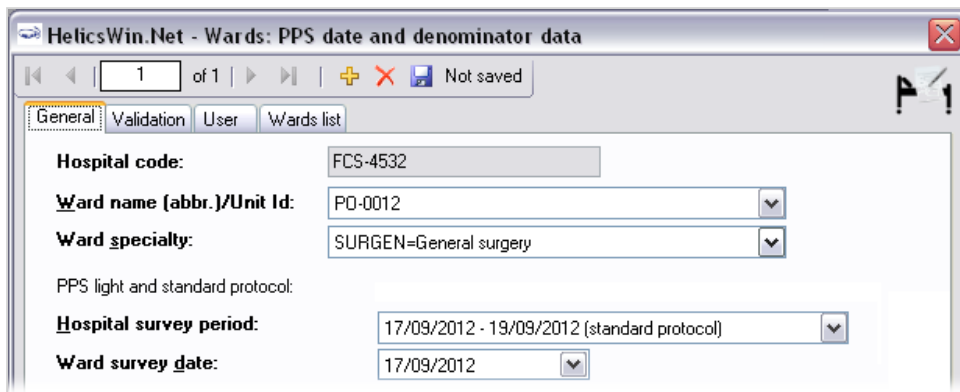 HelicsWin.Net - Wards: PPS date and denominator data
1 of 1 Not saved
General Validation User Wards list
Hospital code: FCS-4532
Ward name (abbr.)/Unit Id: PO-0012
Ward specialty: SURGEN=General surgery
PPS light and standard protocol:
Hospital survey period: 17/09/2012 - 19/09/2012 (standard protocol)
Ward survey date: 17/09/2012